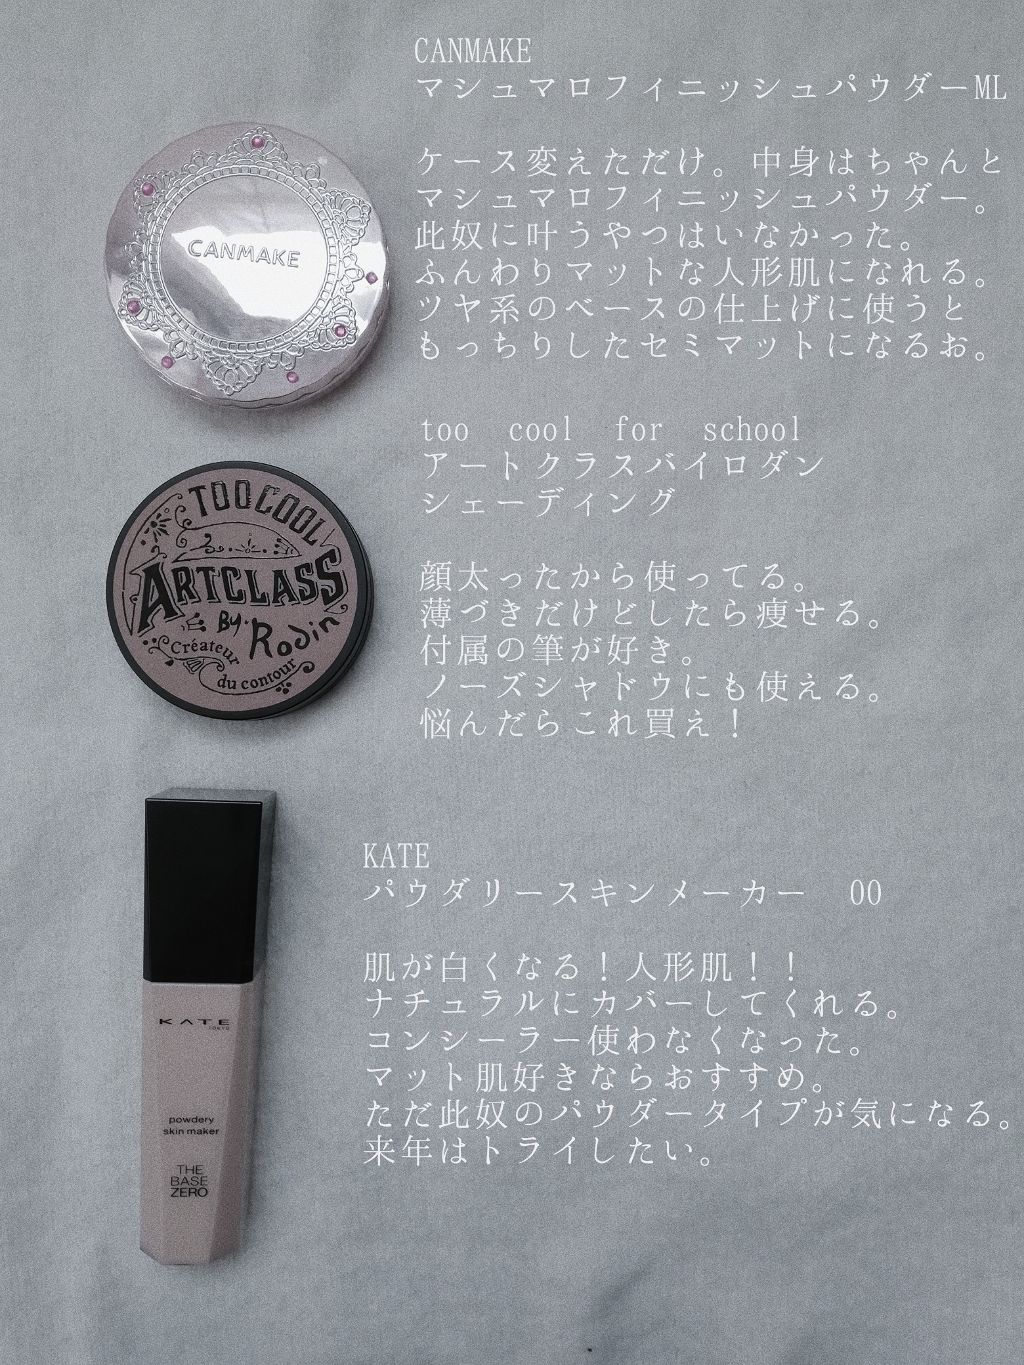 CANMAKE
マシュマロフィニッシュパウダーML
ケース変えただけ。中身はちゃんと
マシュマロフィニッシュパウダー。
此奴に叶うやつはいなかった。
ふんわりマットな人形肌になれる。
ツヤ系のベースの仕上げに使うと
もっちりしたセミマットになるお。
CANMAKE
too cool for school
アートクラスバイロダン
シェーディング
顔太ったから使ってる。
薄づきだけどしたら痩せる。
付属の筆が好き。
ノーズシャドウにも使える。
悩んだらこれ買え！
TOO COOL
ARTCLASS
By Rodin
Créateur
du contour
KATE
パウダリースキンメーカー 00
肌が白くなる！人形肌！！
ナチュラルにカバーしてくれる。
コンシーラー使わなくなった。
マット肌好きならおすすめ。
ただ此奴のパウダータイプが気になる。
来年はトライしたい。
KATE
TOKYO
powdery
skin maker
THE
BASE
ZERO